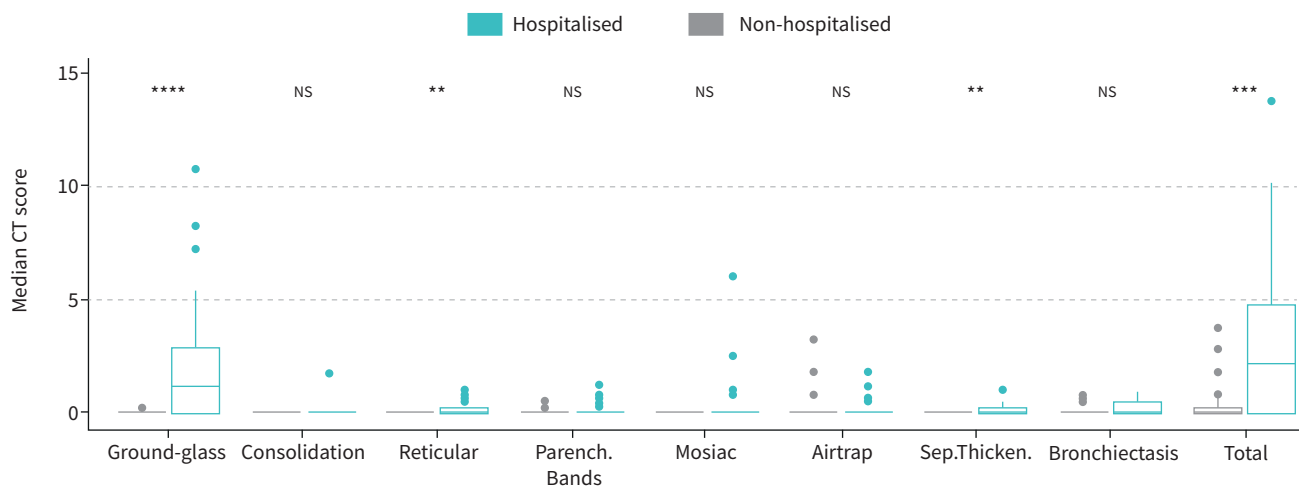 Hospitalised Non-hospitalised
Median CT score
15
10
5
0
**** NS ** NS NS NS ** NS ***
Ground-glass Consolidation Reticular Parench. Mosiac Airtrap Sep.Thicken. Bronchiectasis Total
Bands